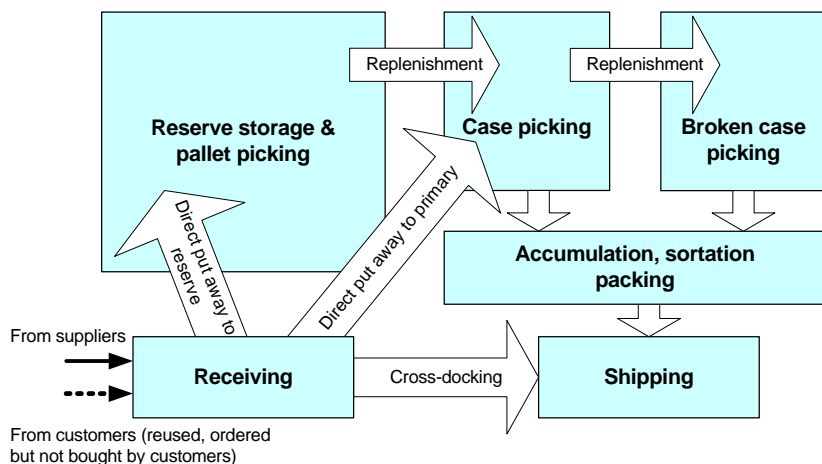 Replenishment
Replenishment
Reserve storage &
pallet picking
Case picking
Broken case
picking
Direct put away to
reserve
Direct put away to primary
Accumulation, sortation
packing
From suppliers
Receiving
Cross-docking
Shipping
From customers (reused, ordered
but not bought by customers)